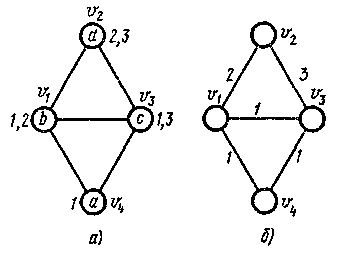 v₂
d 2,3
v₁ v₃
1,2 b c 1,3
1 a v₄
а)
v₂
2 3
v₁ 1 v₃
1 1
v₄
б)